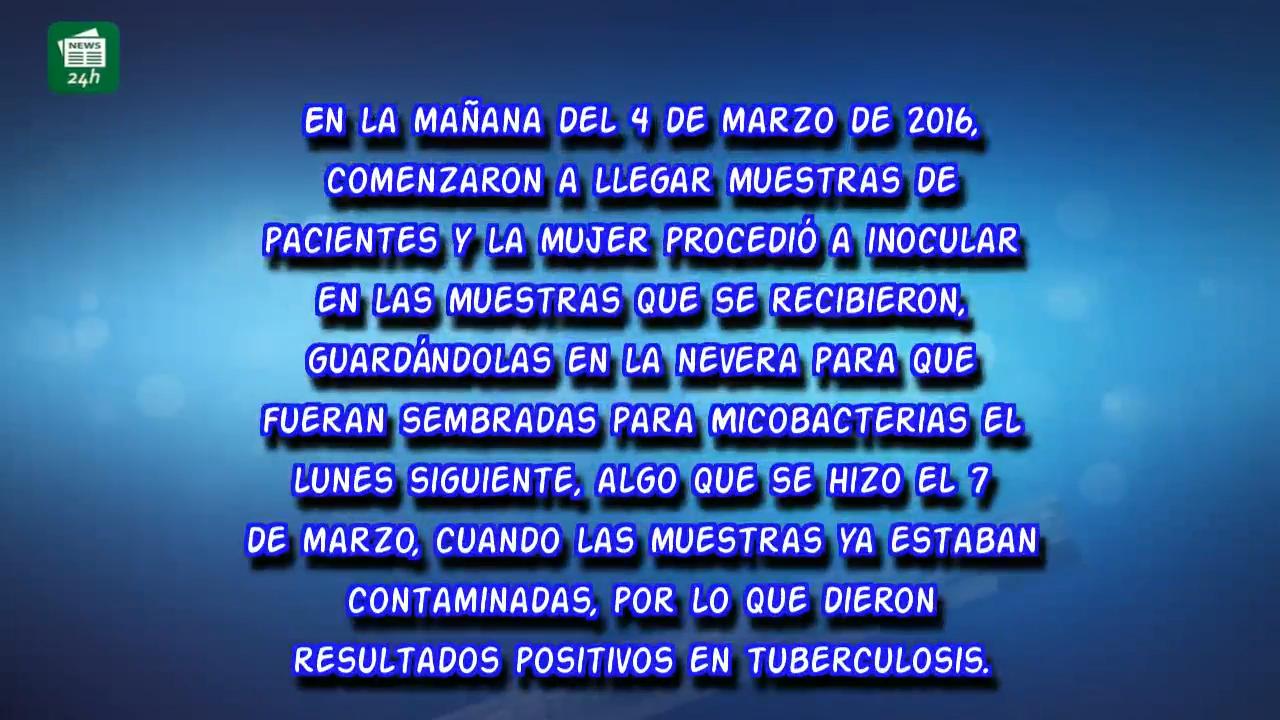 NEWS
24h
EN LA MAÑANA DEL 4 DE MARZO DE 2016,
COMENZARON A LLEGAR MUESTRAS DE
PACIENTES Y LA MUJER PROCEDIÓ A INOCULAR
EN LAS MUESTRAS QUE SE RECIBIERON,
GUARDÁNDOLAS EN LA NEVERA PARA QUE
FUERAN SEMBRADAS PARA MICOBACTERIAS EL
LUNES SIGUIENTE, ALGO QUE SE HIZO EL 7
DE MARZO, CUANDO LAS MUESTRAS YA ESTABAN
CONTAMINADAS, POR LO QUE DIERON
RESULTADOS POSITIVOS EN TUBERCULOSIS.